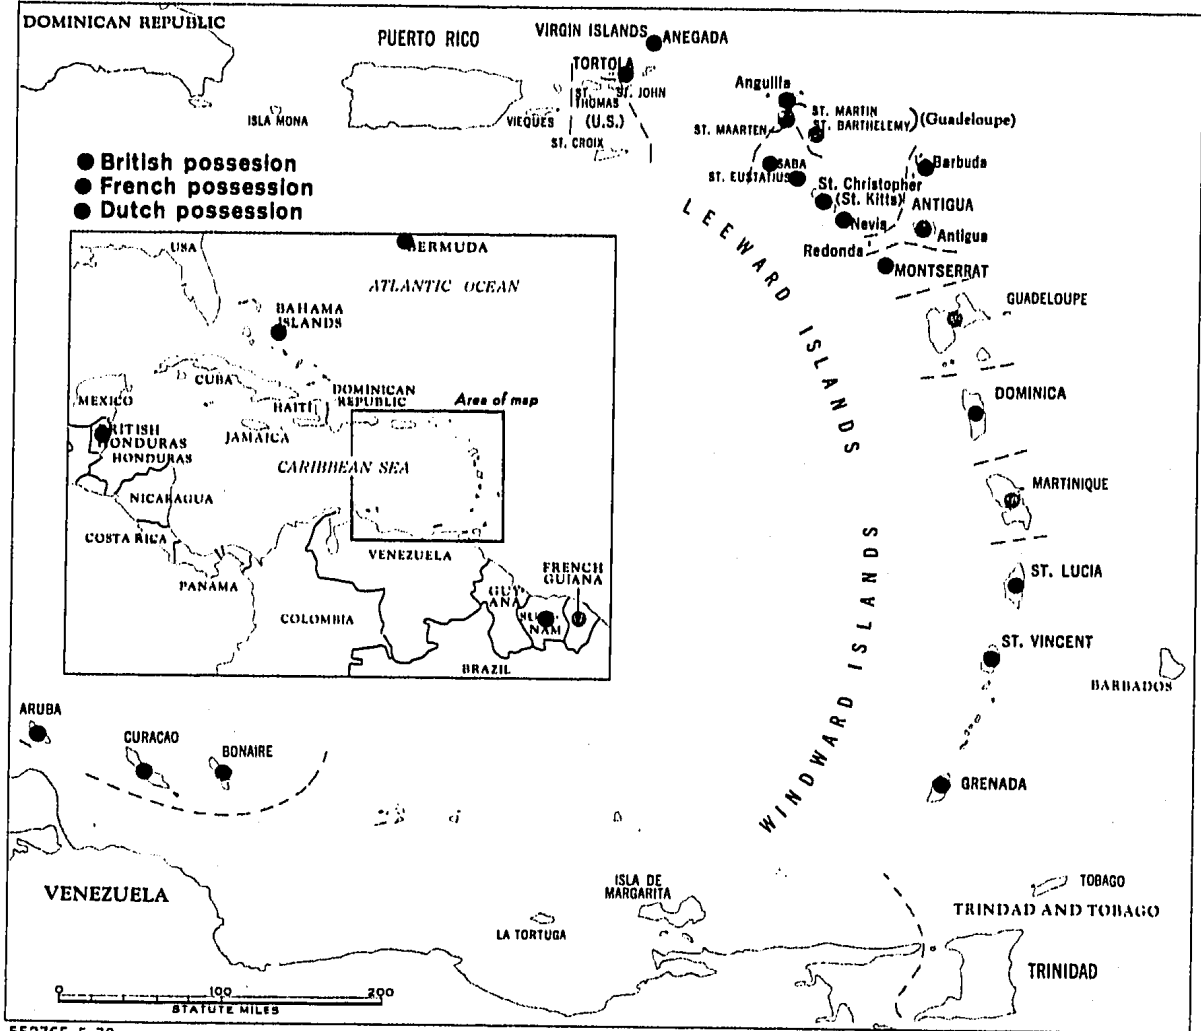 DOMINICAN REPUBLIC
PUERTO RICO
VIRGIN ISLANDS
ANEGADA
TORTOLA
ST. THOMAS
ST. JOHN
(U.S.)
ISLA MONA
VIEQUES
ST. CROIX
Anguilla
ST. MARTIN
ST. MAARTEN
ST. BARTHELEMY
(Guadeloupe)
SABA
ST. EUSTATIUS
Barbuda
St. Christopher
(St. Kitts)
ANTIGUA
Nevis
Antigua
Redonda
MONTSERRAT
British possesion
French possession
Dutch possession
LEEWARD ISLANDS
GUADELOUPE
DOMINICA
MARTINIQUE
ST. LUCIA
ST. VINCENT
BARBADOS
GRENADA
WINDWARD ISLANDS
USA
BERMUDA
ATLANTIC OCEAN
BAHAMA
ISLANDS
CUBA
MEXICO
HAITI
DOMINICAN
REPUBLIC
Area of map
JAMAICA
BRITISH
HONDURAS
HONDURAS
CARIBBEAN SEA
NICARAGUA
COSTA RICA
PANAMA
VENEZUELA
COLOMBIA
GUY
ANA
SURI
NAM
FRENCH
GUIANA
BRAZIL
ARUBA
CURACAO
BONAIRE
VENEZUELA
ISLA DE
MARGARITA
LA TORTUGA
TOBAGO
TRINIDAD AND TOBAGO
TRINIDAD
0 100 200
STATUTE MILES